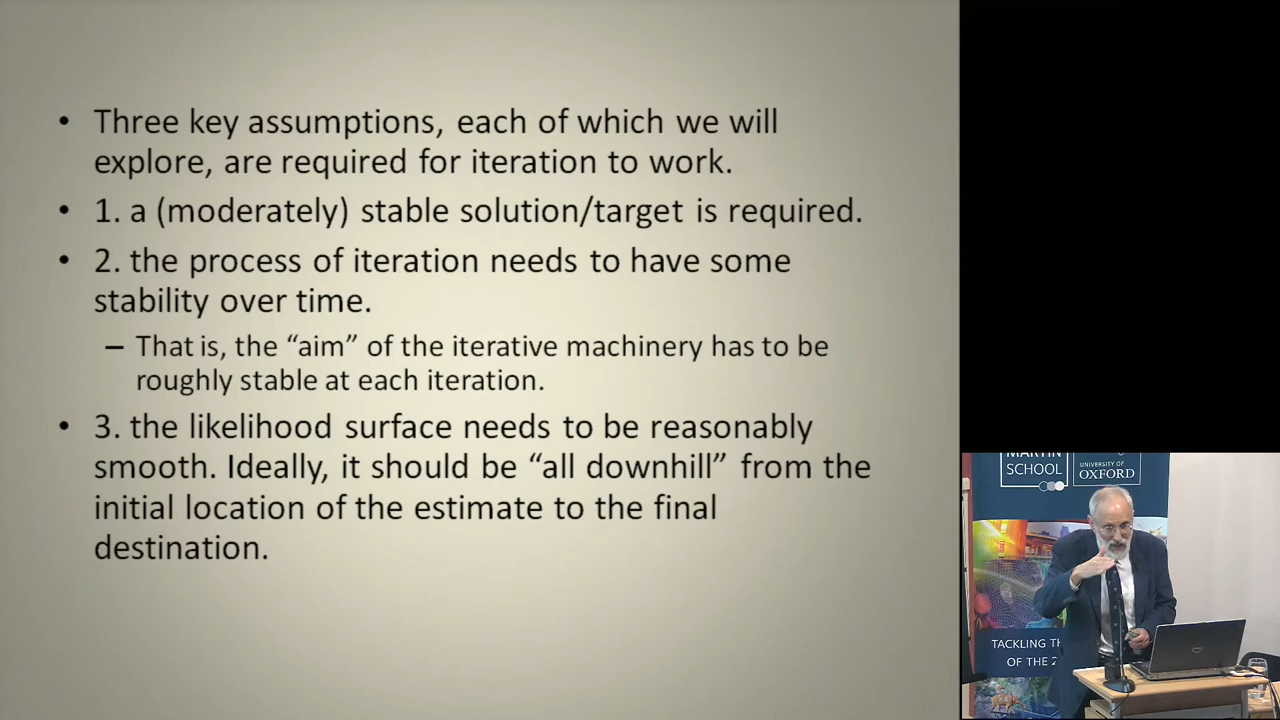 • Three key assumptions, each of which we will
explore, are required for iteration to work.
• 1. a (moderately) stable solution/target is required.
• 2. the process of iteration needs to have some
stability over time.
– That is, the “aim” of the iterative machinery has to be
roughly stable at each iteration.
• 3. the likelihood surface needs to be reasonably
smooth. Ideally, it should be “all downhill” from the
initial location of the estimate to the final
destination.
MARTIN
SCHOOL
UNIVERSITY OF
OXFORD
TACKLING TH
OF THE 2